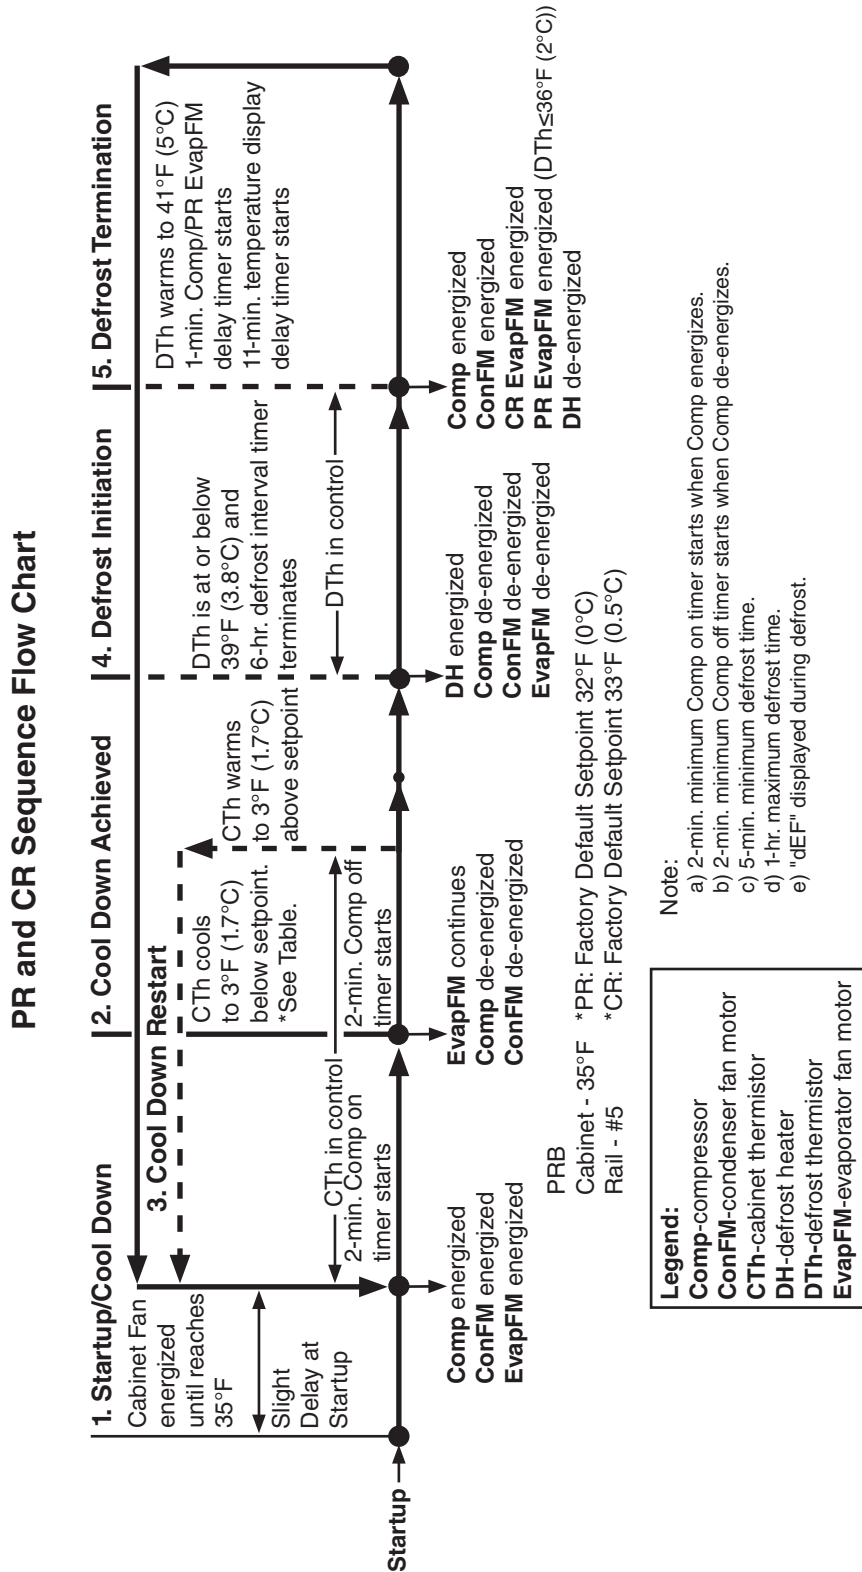 PR and CR Sequence Flow Chart
1. Startup/Cool Down
Cabinet Fan
energized
until reaches
35°F
Slight
Delay at
Startup
Startup
Comp energized
ConFM energized
EvapFM energized
3. Cool Down Restart
CTh in control
2-min. Comp on
timer starts
2. Cool Down Achieved
CTh cools
to 3°F (1.7°C)
below setpoint.
*See Table.
2-min. Comp off
timer starts
CTh warms
to 3°F (1.7°C)
above setpoint
EvapFM continues
Comp de-energized
ConFM de-energized
4. Defrost Initiation
DTh is at or below
39°F (3.8°C) and
6-hr. defrost interval timer
terminates
DTh in control
DH energized
Comp de-energized
ConFM de-energized
EvapFM de-energized
5. Defrost Termination
DTh warms to 41°F (5°C)
1-min. Comp/PR EvapFM
delay timer starts
11-min. temperature display
delay timer starts
Comp energized
ConFM energized
CR EvapFM energized
PR EvapFM energized (DTh≤36°F (2°C))
DH de-energized
PRB
Cabinet - 35°F
Rail - #5
*PR: Factory Default Setpoint 32°F (0°C)
*CR: Factory Default Setpoint 33°F (0.5°C)
Legend:
Comp-compressor
ConFM-condenser fan motor
CTh-cabinet thermistor
DH-defrost heater
DTh-defrost thermistor
EvapFM-evaporator fan motor
Note:
a) 2-min. minimum Comp on timer starts when Comp energizes.
b) 2-min. minimum Comp off timer starts when Comp de-energizes.
c) 5-min. minimum defrost time.
d) 1-hr. maximum defrost time.
e) "dEF" displayed during defrost.